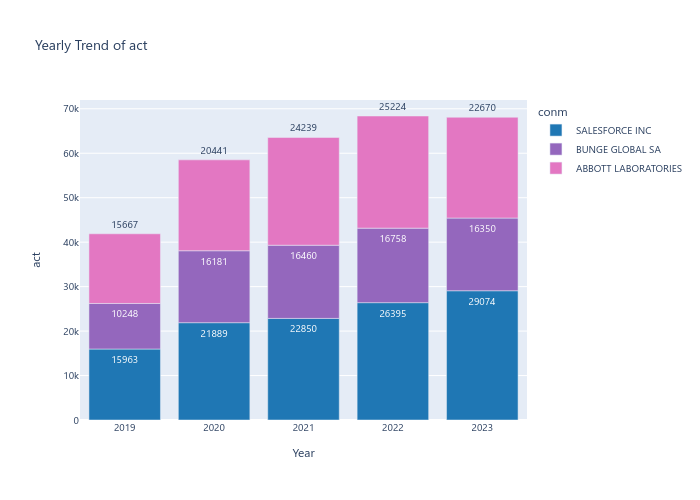 Yearly Trend of act
conm
SALESFORCE INC
BUNGE GLOBAL SA
ABBOTT LABORATORIES
act
70k
60k
50k
40k
30k
20k
10k
0
15667
20441
24239
25224
22670
10248
16181
16460
16758
16350
15963
21889
22850
26395
29074
2019
2020
2021
2022
2023
Year